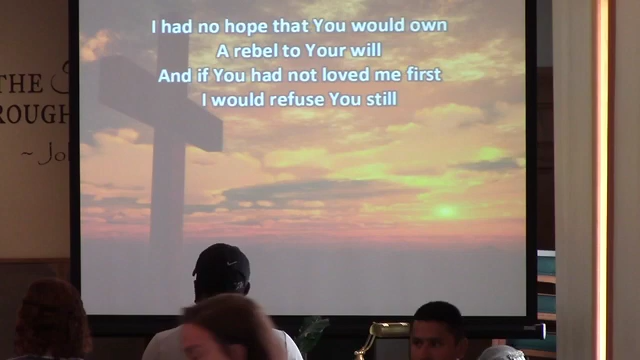 I had no hope that You would own
A rebel to Your will
And if You had not loved me first
I would refuse You still
THE
ROUGH
~Jo